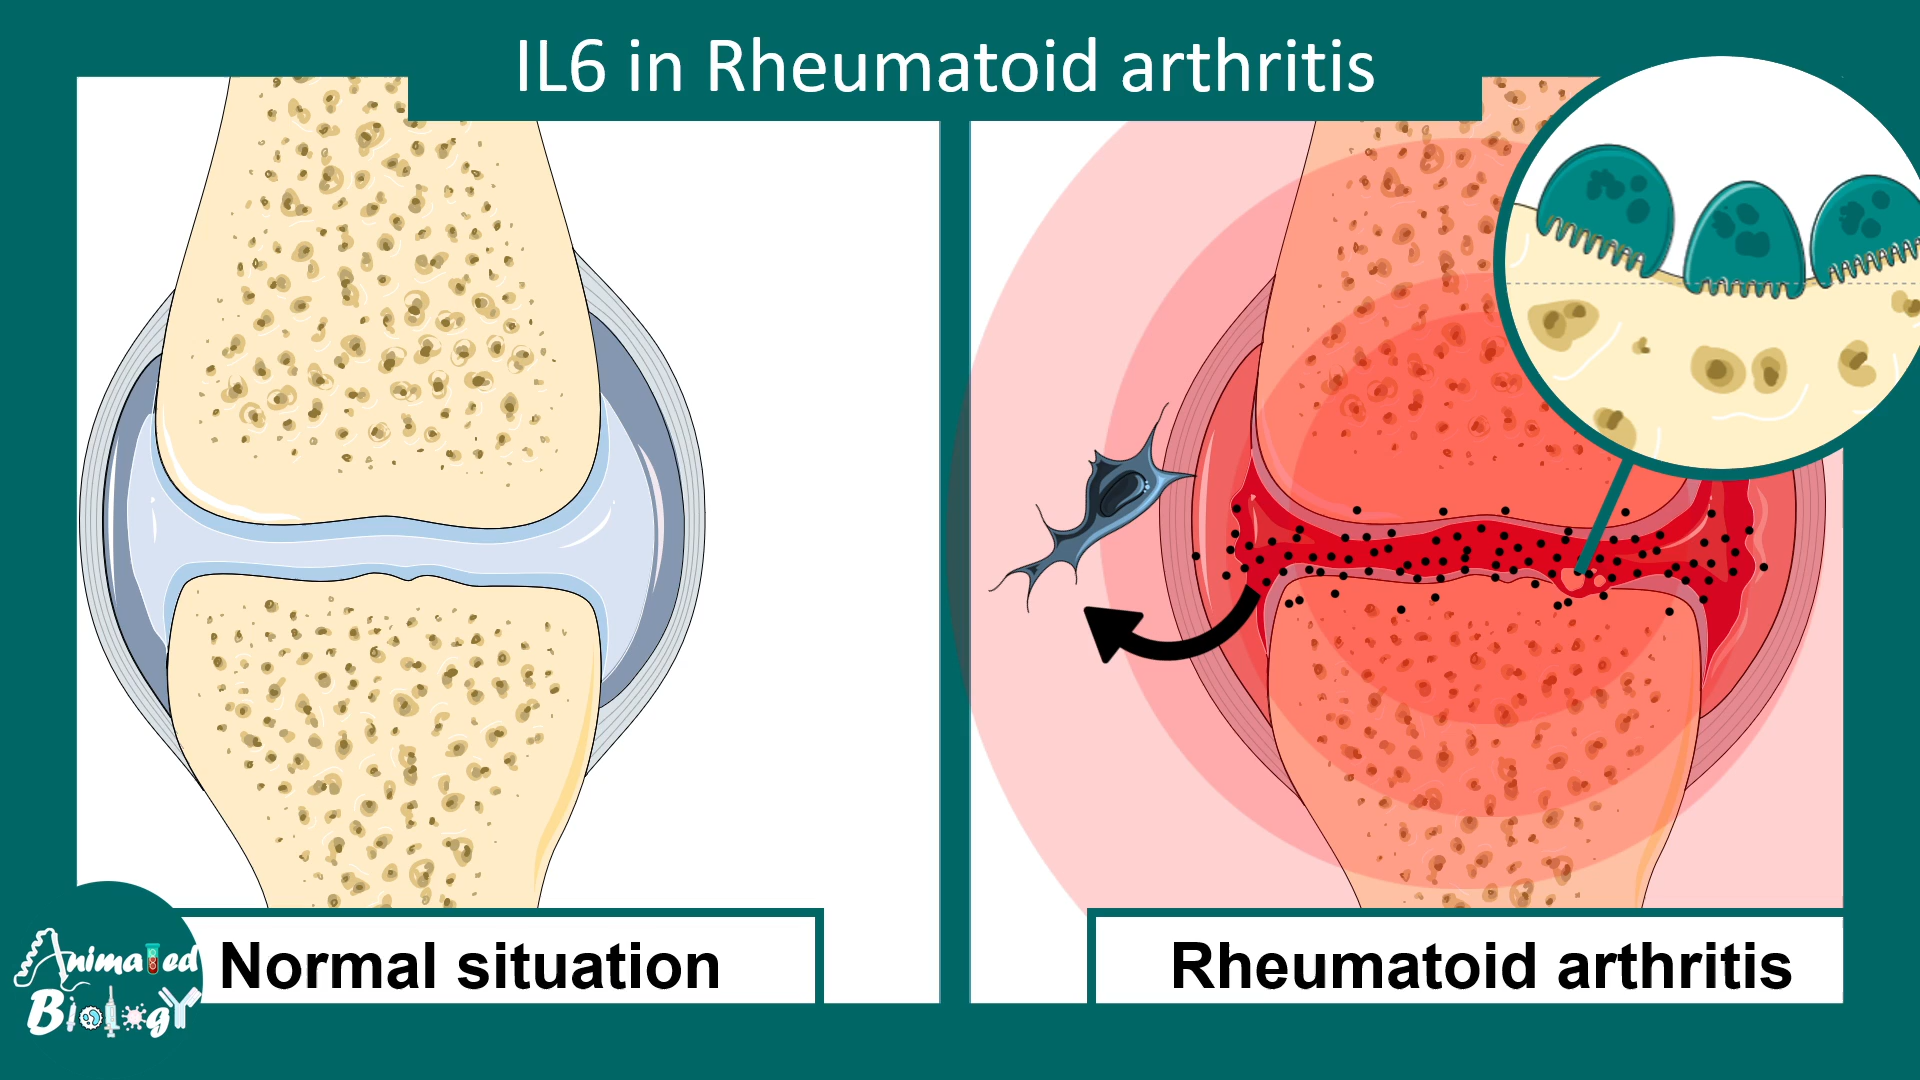 IL6 in Rheumatoid arthritis
Normal situation
Rheumatoid arthritis
Animated
Biology